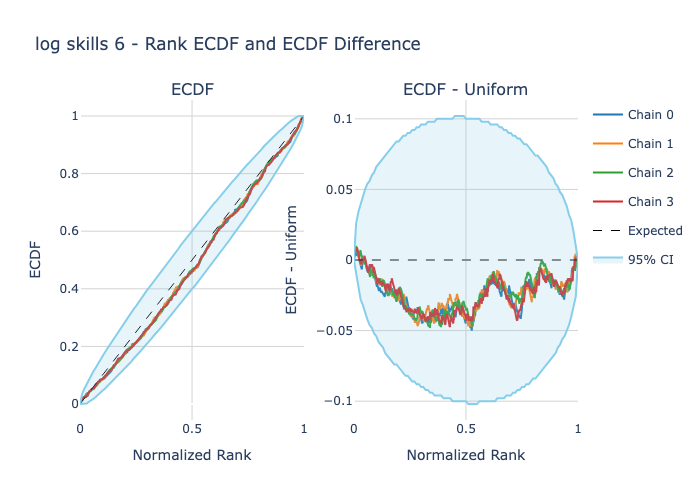 log skills 6 - Rank ECDF and ECDF Difference
ECDF
ECDF - Uniform
1
0.8
0.6
0.4
0.2
0
ECDF
0
0.5
1
Normalized Rank
0.1
0.05
0
−0.05
−0.1
ECDF - Uniform
0
0.5
1
Normalized Rank
Chain 0
Chain 1
Chain 2
Chain 3
Expected
95% CI